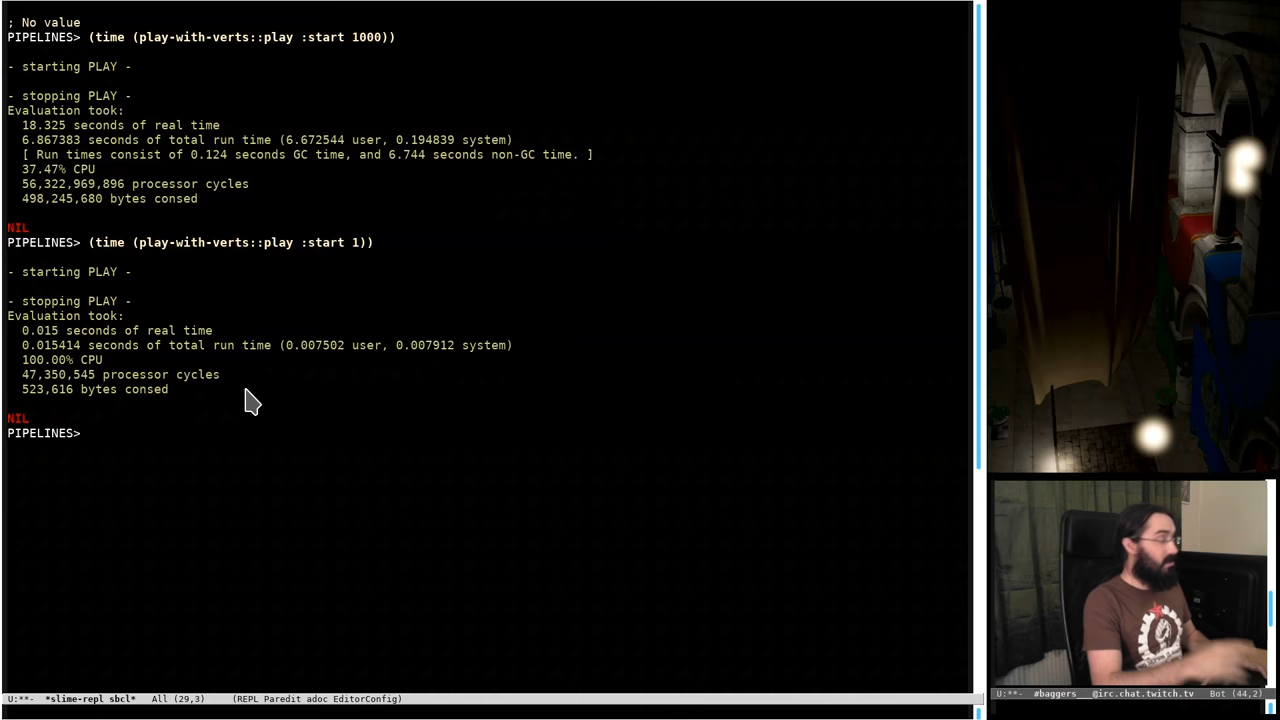 ; No value
PIPELINES> (time (play-with-verts::play :start 1000))
- starting PLAY -
- stopping PLAY -
Evaluation took:
  18.325 seconds of real time
  6.867383 seconds of total run time (6.672544 user, 0.194839 system)
  [ Run times consist of 0.124 seconds GC time, and 6.744 seconds non-GC time. ]
  37.47% CPU
  56,322,969,896 processor cycles
  498,245,680 bytes consed
NIL
PIPELINES> (time (play-with-verts::play :start 1))
- starting PLAY -
- stopping PLAY -
Evaluation took:
  0.015 seconds of real time
  0.015414 seconds of total run time (0.007502 user, 0.007912 system)
  100.00% CPU
  47,350,545 processor cycles
  523,616 bytes consed
NIL
PIPELINES>
U:**-  *slime-repl sbcl*   All (29,3)     (REPL Paredit adoc EditorConfig)
U:**-  #baggers___@irc.chat.twitch.tv   Bot (44,2)